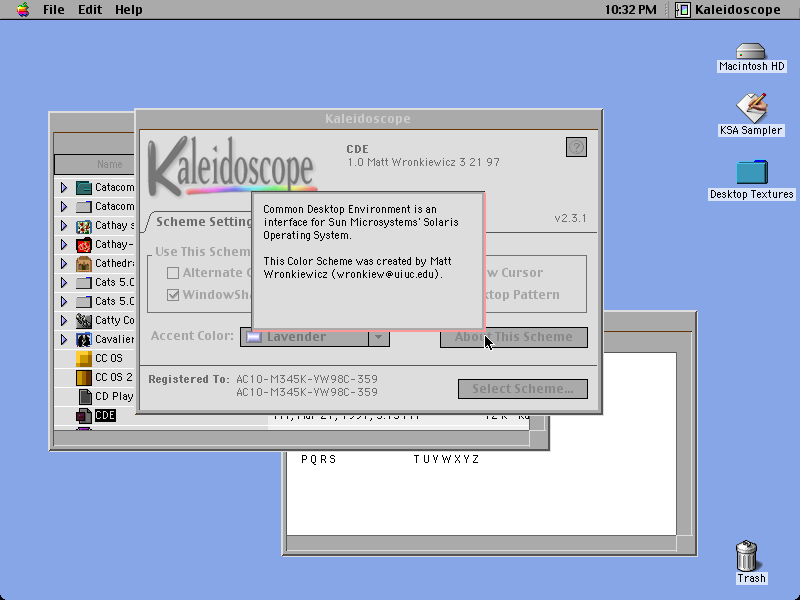 File Edit Help
10:32 PM Kaleidoscope
Macintosh HD
KSA Sampler
Desktop Textures
Trash
Kaleidoscope
Kaleidoscope
CDE
1.0 Matt Wronkiewicz 3 21 97
v2.3.1
Scheme Setting
Use This Schem
Alternate
WindowSha
w Cursor
ktop Pattern
Common Desktop Environment is an
interface for Sun Microsystems' Solaris
Operating System.
This Color Scheme was created by Matt
Wronkiewicz (wronkiew@uiuc.edu).
Accent Color: Lavender
About This Scheme
Registered To: AC10-M345K-YW98C-359
AC10-M345K-YW98C-359
Select Scheme...
Name
Catacom
Catacom
Cathay s
Cathay-
Cathedra
Cats 5.0
Cats 5.0
Catty Co
Cavalier
CC OS
CC OS 2
CD Play
CDE
PQRS TUVWXYZ